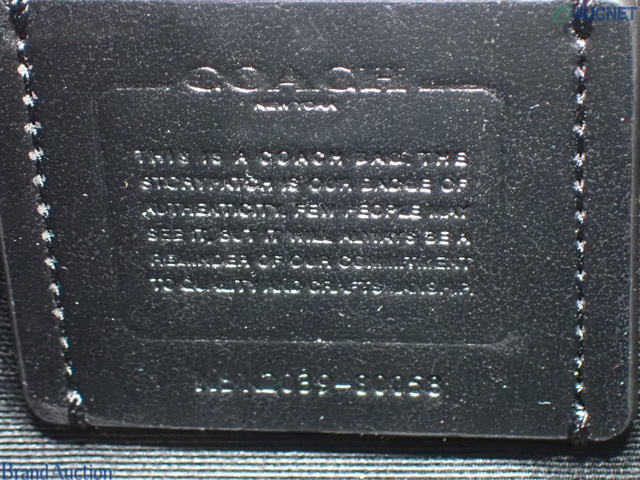 AUCNET
COACH
NEW YORK
THIS IS A COACH BAG. THE
STORYPATCH IS OUR BADGE OF
AUTHENTICITY. FEW PEOPLE MAY
SEE IT, BUT IT WILL ALWAYS BE A
REMINDER OF OUR COMMITMENT
TO QUALITY AND CRAFTSMANSHIP.
Brand Auction